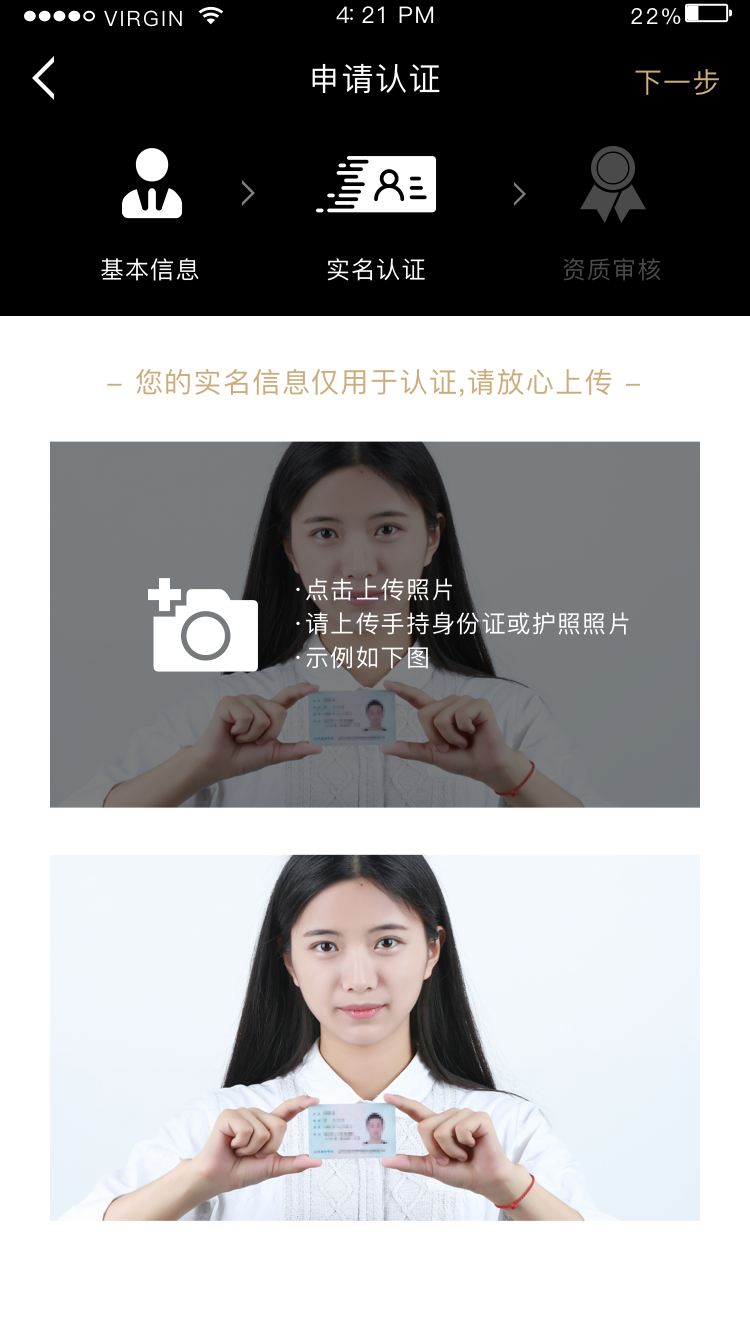 VIRGIN
4:21 PM
22%
申请认证
下一步
基本信息
实名认证
资质审核
– 您的实名信息仅用于认证,请放心上传 –
·点击上传照片
·请上传手持身份证或护照照片
·示例如下图